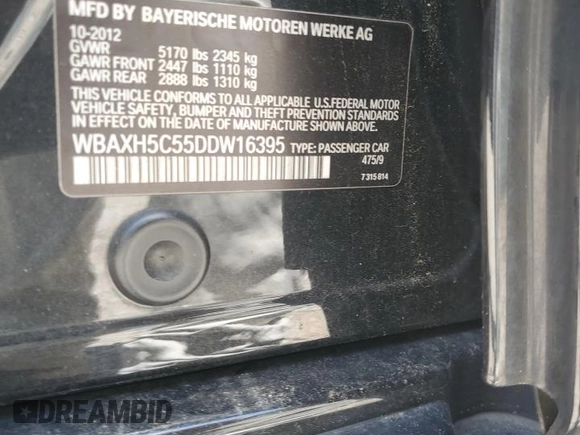 MFD BY BAYERISCHE MOTOREN WERKE AG
10-2012
GVWR 5170 lbs 2345 kg
GAWR FRONT 2447 lbs 1110 kg
GAWR REAR 2888 lbs 1310 kg
THIS VEHICLE CONFORMS TO ALL APPLICABLE U.S.FEDERAL MOTOR
VEHICLE SAFETY, BUMPER AND THEFT PREVENTION STANDARDS
IN EFFECT ON THE DATE OF MANUFACTURE SHOWN ABOVE.
WBAXH5C55DDW16395 TYPE: PASSENGER CAR
475/9
7 315 814
DREAMBID